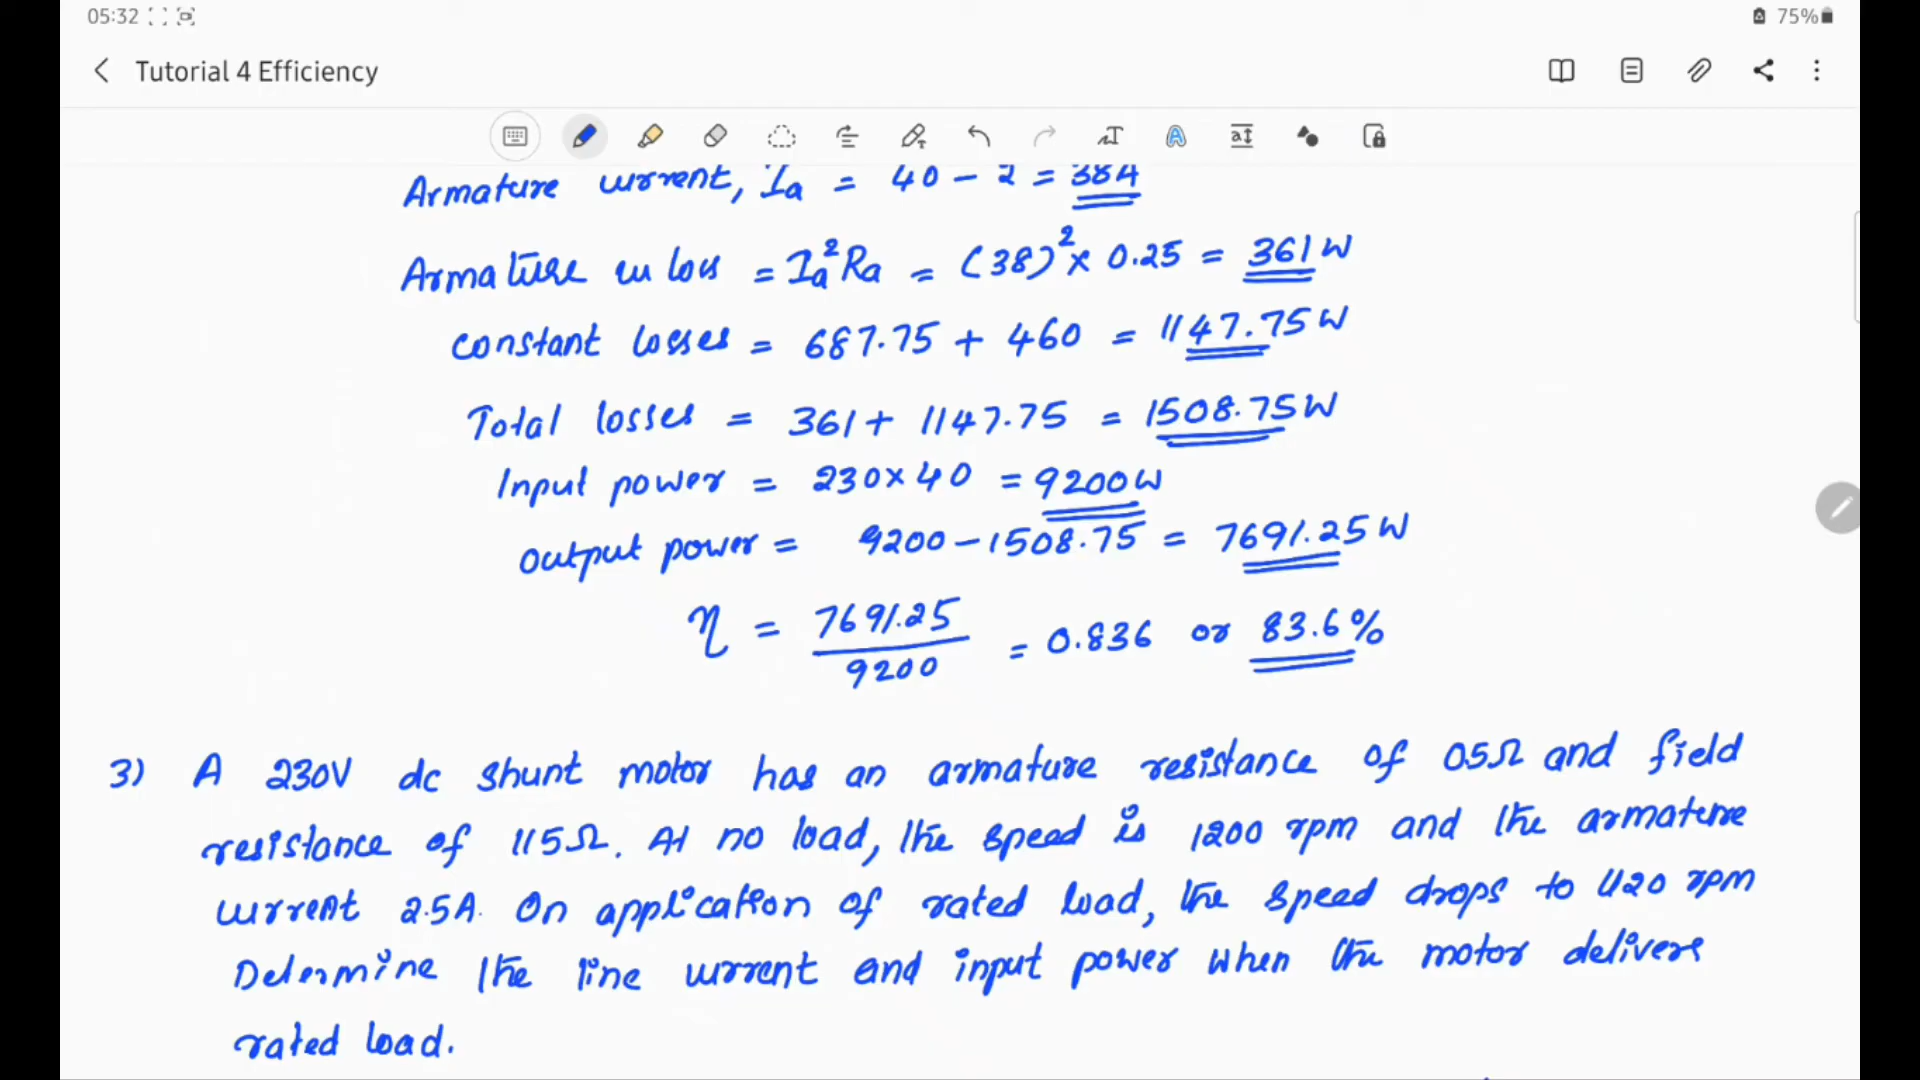 05:32
75%
Tutorial 4 Efficiency
Armature current, Ia = 40 - 2 = 38A
Armature cu loss = Ia²Ra = (38)² × 0.25 = 361 W
constant losses = 687.75 + 460 = 1147.75 W
Total losses = 361 + 1147.75 = 1508.75 W
Input power = 230 × 40 = 9200 W
output power = 9200 - 1508.75 = 7691.25 W
η = 7691.25 / 9200 = 0.836 or 83.6%
3) A 230V dc shunt motor has an armature resistance of 0.5Ω and field
resistance of 115Ω. At no load, the speed is 1200 rpm and the armature
current 2.5A. On application of rated load, the speed drops to 1120 rpm
Determine the line current and input power when the motor delivers
rated load.